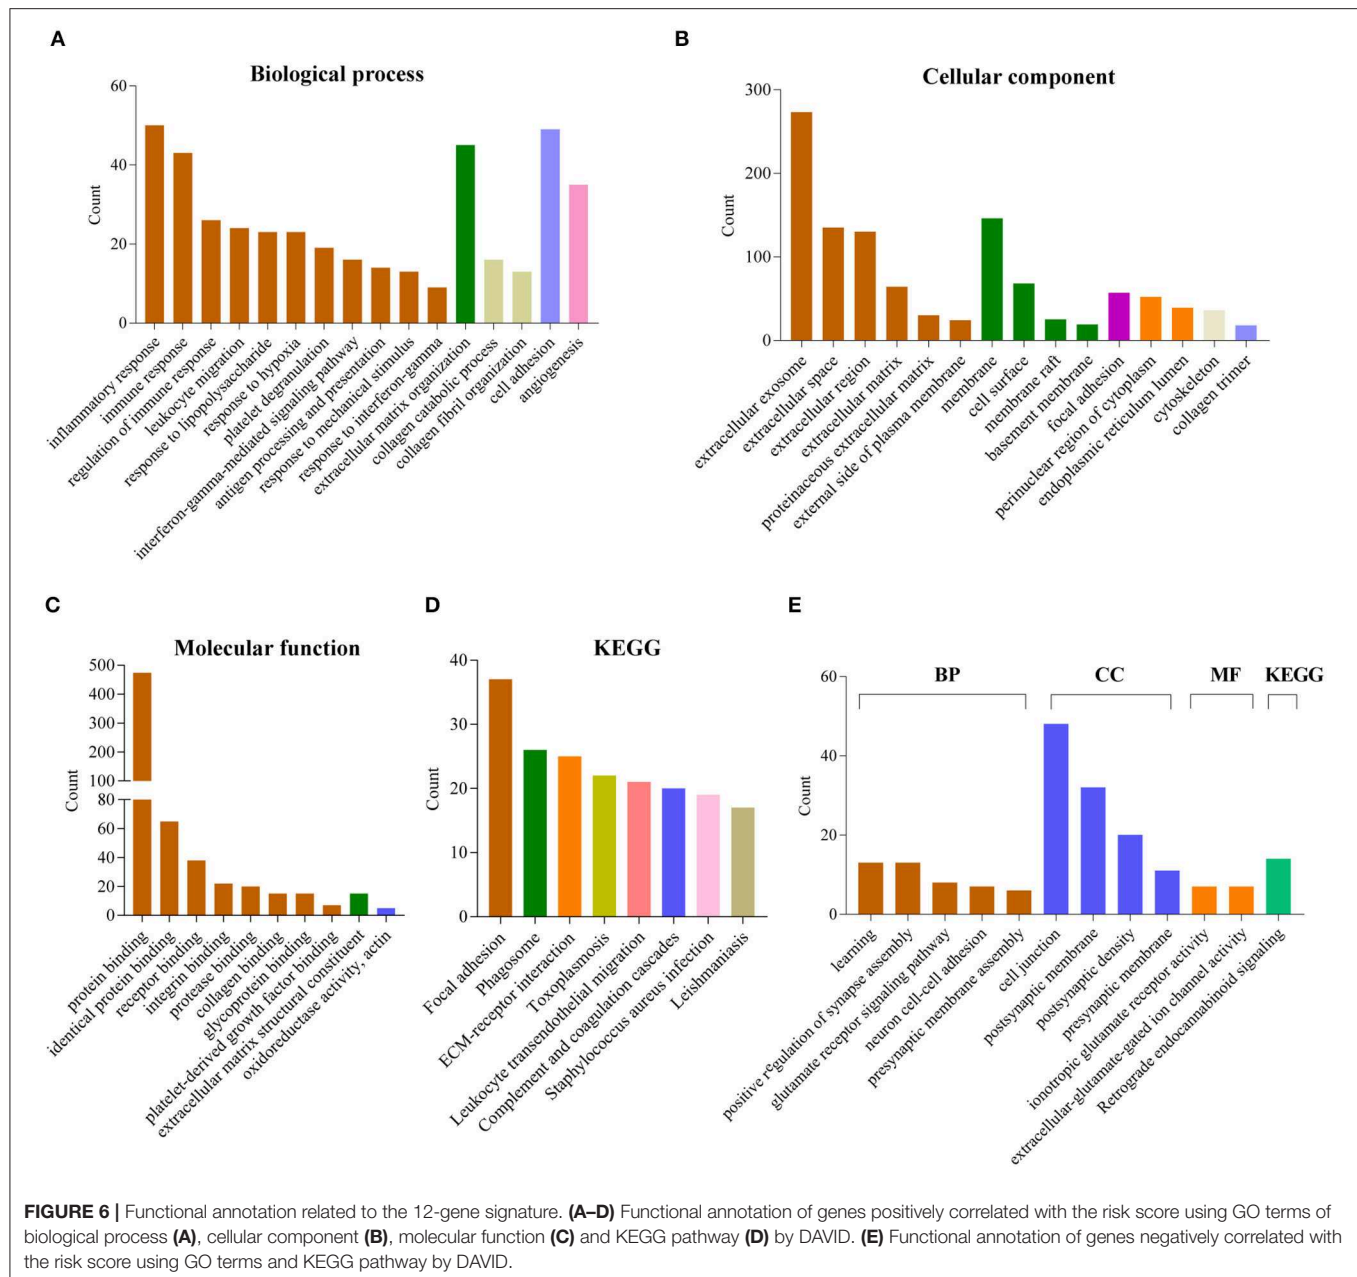 A
Biological process
Count
60
40
20
0
inflammatory response
immune response
regulation of immune response
leukocyte migration
response to lipopolysaccharide
response to hypoxia
platelet degranulation
interferon-gamma-mediated signaling pathway
antigen processing and presentation
response to mechanical stimulus
response to interferon-gamma
extracellular matrix organization
collagen catabolic process
collagen fibril organization
cell adhesion
angiogenesis
B
Cellular component
Count
300
200
100
0
extracellular exosome
extracellular space
extracellular region
extracellular matrix
proteinaceous extracellular matrix
external side of plasma membrane
membrane
cell surface
membrane raft
basement membrane
focal adhesion
perinuclear region of cytoplasm
endoplasmic reticulum lumen
cytoskeleton
collagen trimer
C
Molecular function
Count
500
400
300
200
100
80
60
40
20
0
protein binding
identical protein binding
receptor binding
integrin binding
protease binding
collagen binding
glycoprotein binding
platelet-derived growth factor binding
extracellular matrix structural constituent
oxidoreductase activity, actin
D
KEGG
Count
40
30
20
10
0
Focal adhesion
Phagosome
ECM-receptor interaction
Toxoplasmosis
Leukocyte transendothelial migration
Complement and coagulation cascades
Staphylococcus aureus infection
Leishmaniasis
E
BP
CC
MF
KEGG
Count
60
40
20
0
learning
positive regulation of synapse assembly
glutamate receptor signaling pathway
neuron cell-cell adhesion
presynaptic membrane assembly
cell junction
postsynaptic membrane
postsynaptic density
presynaptic membrane
ionotropic glutamate receptor activity
extracellular-glutamate-gated ion channel activity
Retrograde endocannabinoid signaling
FIGURE 6 | Functional annotation related to the 12-gene signature. (A–D) Functional annotation of genes positively correlated with the risk score using GO terms of
biological process (A), cellular component (B), molecular function (C) and KEGG pathway (D) by DAVID. (E) Functional annotation of genes negatively correlated with
the risk score using GO terms and KEGG pathway by DAVID.